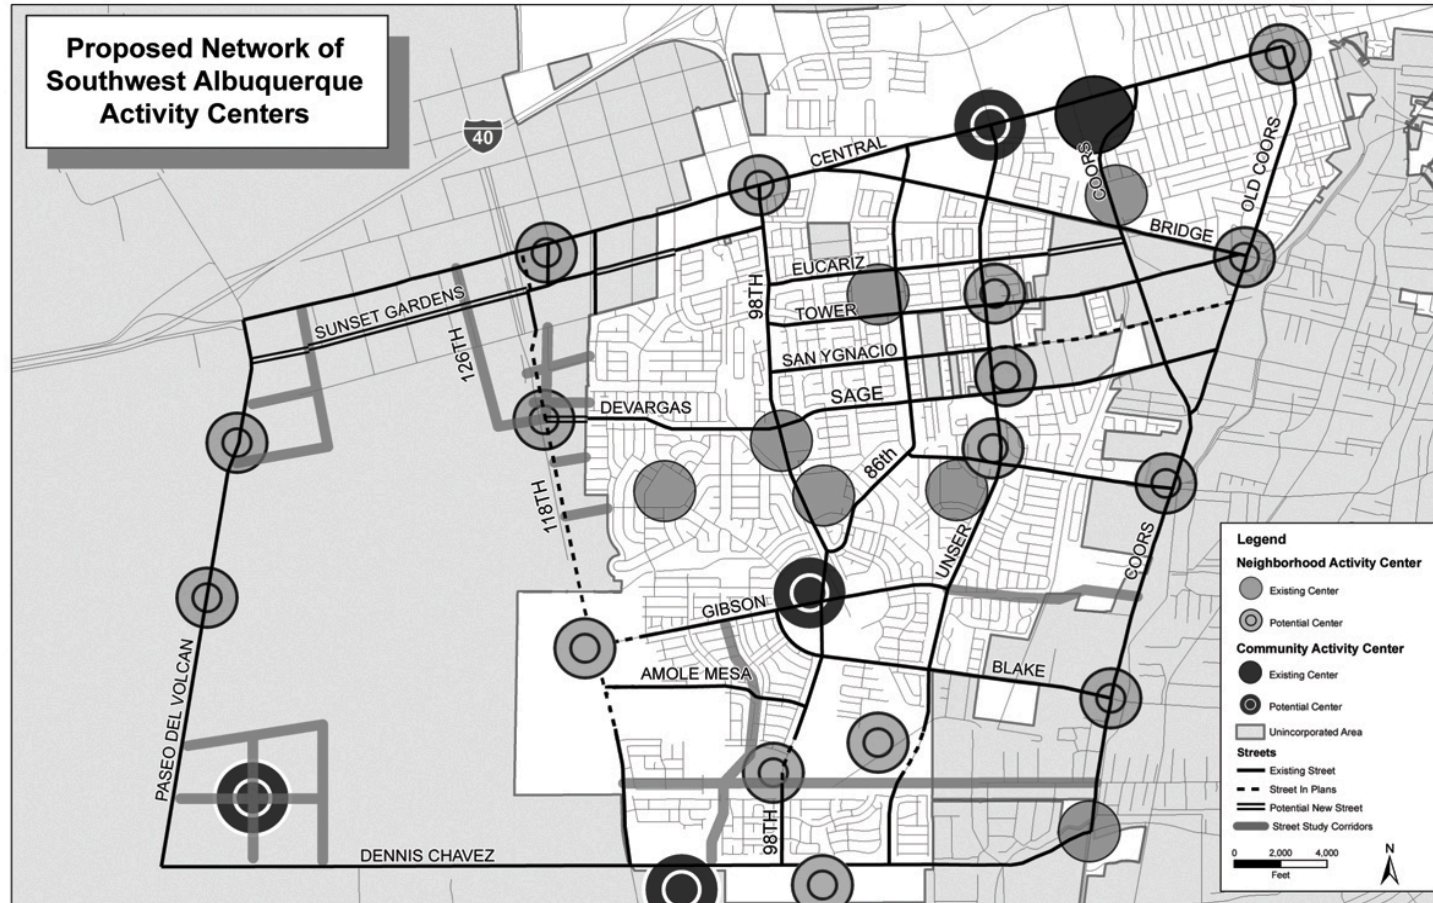 Proposed Network of
Southwest Albuquerque
Activity Centers
40
CENTRAL
COORS
OLD COORS
BRIDGE
EUCARIZ
SUNSET GARDENS
98TH
TOWER
126TH
SAN YGNACIO
SAGE
DEVARGAS
86th
118TH
UNSER
COORS
GIBSON
AMOLE MESA
BLAKE
PASEO DEL VOLCAN
98TH
DENNIS CHAVEZ
Legend
Neighborhood Activity Center
Existing Center
Potential Center
Community Activity Center
Existing Center
Potential Center
Unincorporated Area
Streets
Existing Street
Street In Plans
Potential New Street
Street Study Corridors
0 2,000 4,000
Feet
N